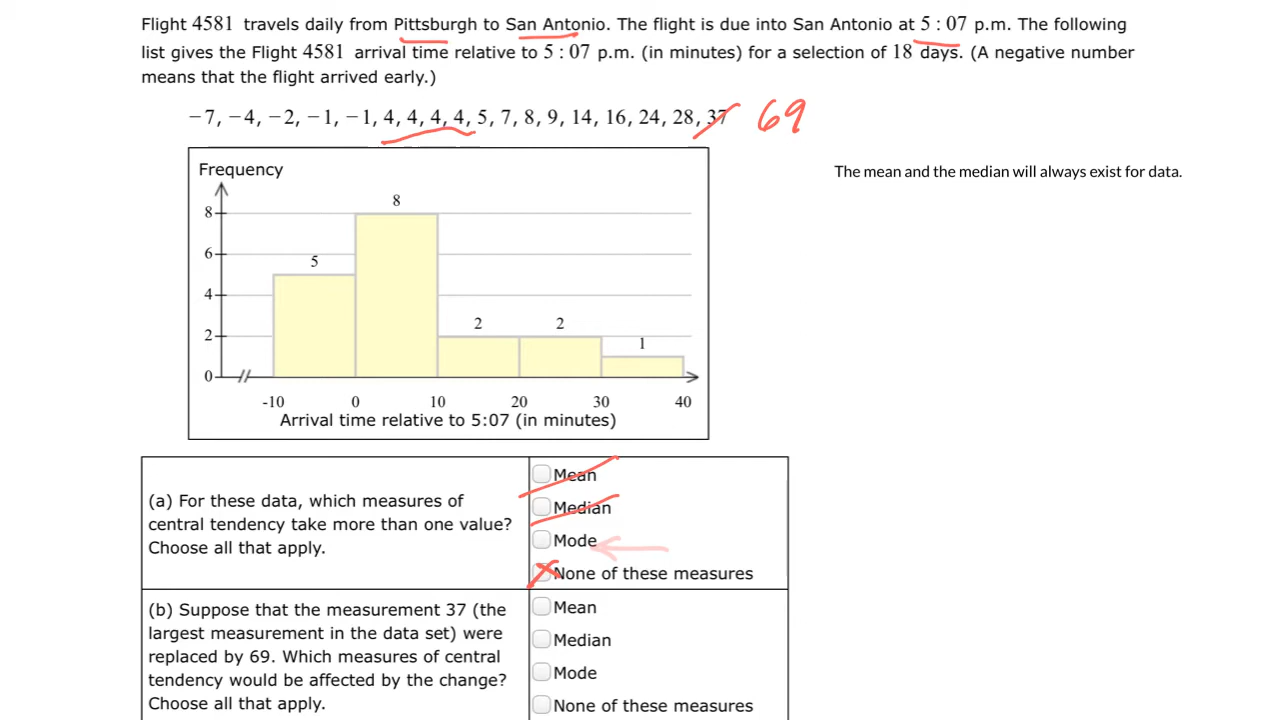 Flight 4581 travels daily from Pittsburgh to San Antonio. The flight is due into San Antonio at 5 : 07 p.m. The following
list gives the Flight 4581 arrival time relative to 5 : 07 p.m. (in minutes) for a selection of 18 days. (A negative number
means that the flight arrived early.)
−7, −4, −2, −1, −1, 4, 4, 4, 4, 5, 7, 8, 9, 14, 16, 24, 28, 37 69
The mean and the median will always exist for data.
Frequency
8
8
6
5
4
2
2
2
1
0
-10 0 10 20 30 40
Arrival time relative to 5:07 (in minutes)
(a) For these data, which measures of
central tendency take more than one value?
Choose all that apply.
Mean
Median
Mode
None of these measures
(b) Suppose that the measurement 37 (the
largest measurement in the data set) were
replaced by 69. Which measures of central
tendency would be affected by the change?
Choose all that apply.
Mean
Median
Mode
None of these measures